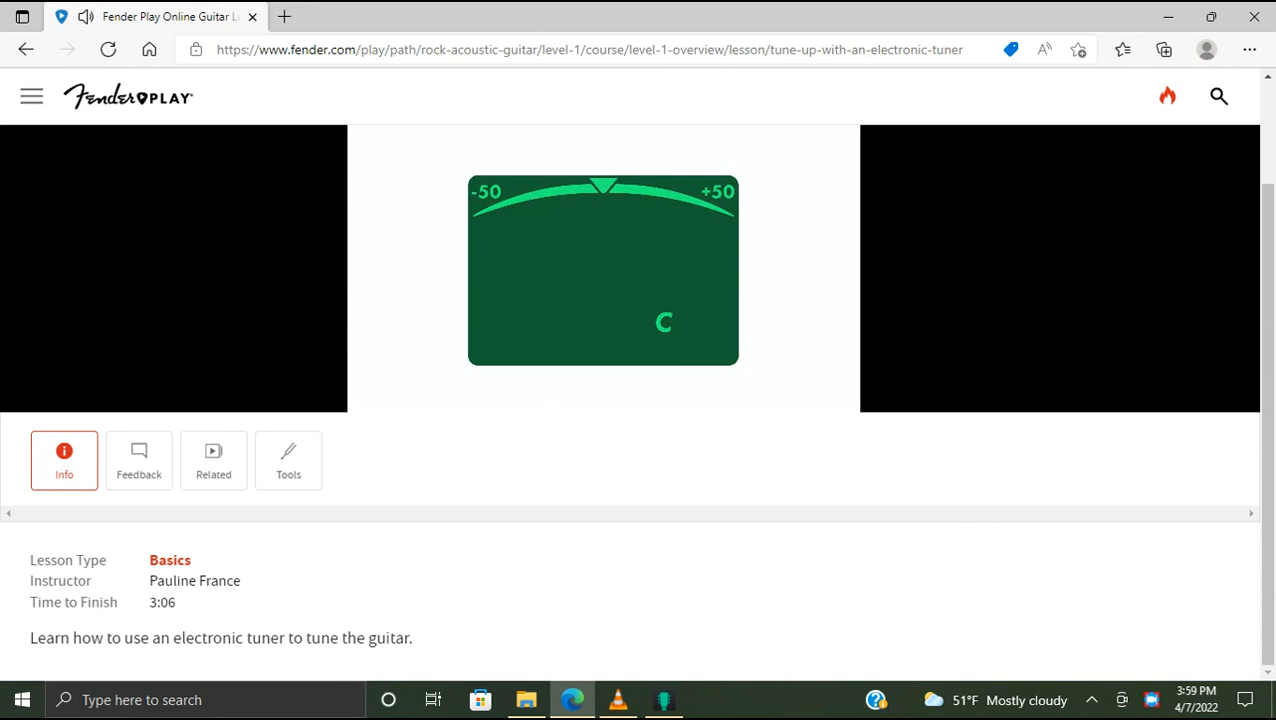 Fender Play Online Guitar L
https://www.fender.com/play/path/rock-acoustic-guitar/level-1/course/level-1-overview/lesson/tune-up-with-an-electronic-tuner
Fender PLAY
-50 +50
C
Info Feedback Related Tools
Lesson Type Basics
Instructor Pauline France
Time to Finish 3:06
Learn how to use an electronic tuner to tune the guitar.
Type here to search
51°F Mostly cloudy
3:59 PM
4/7/2022